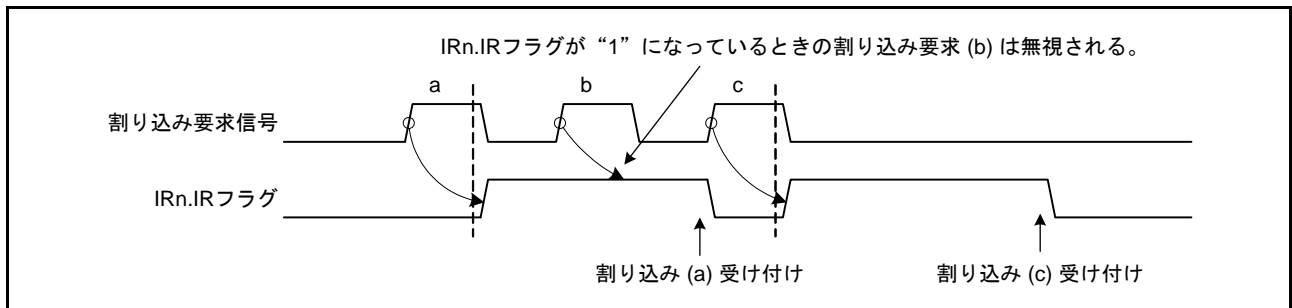 IRn.IRフラグが“1”になっているときの割り込み要求 (b) は無視される。
a
b
c
割り込み要求信号
IRn.IRフラグ
割り込み (a) 受け付け
割り込み (c) 受け付け